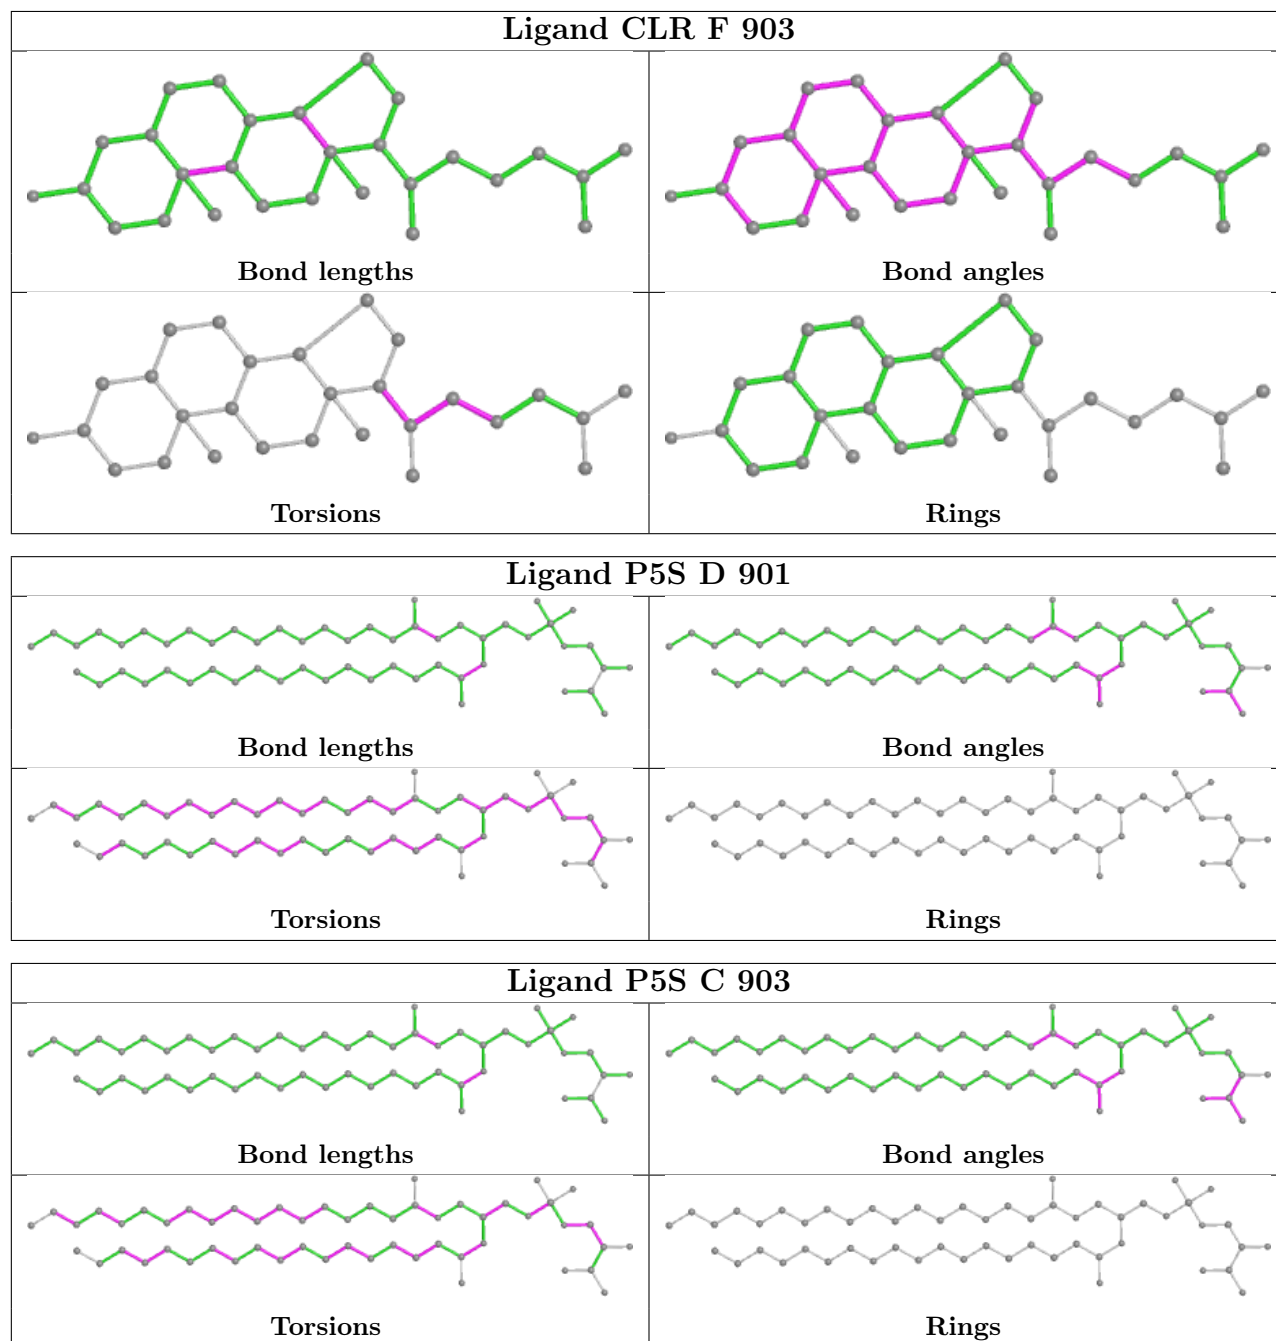 Ligand CLR F 903
Bond lengths
Bond angles
Torsions
Rings
Ligand P5S D 901
Bond lengths
Bond angles
Torsions
Rings
Ligand P5S C 903
Bond lengths
Bond angles
Torsions
Rings